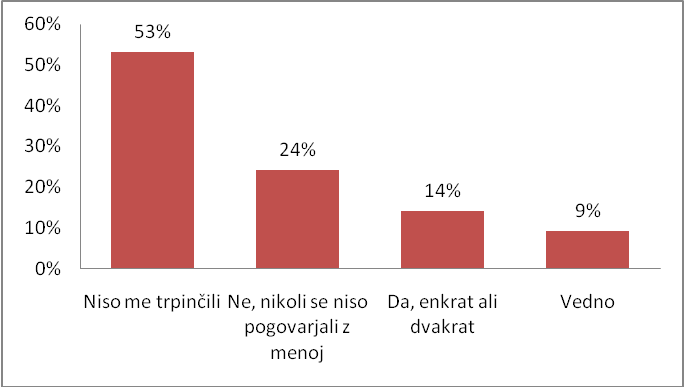 60%
50%
40%
30%
20%
10%
0%
53%
24%
14%
9%
Niso me trpinčili
Ne, nikoli se niso
pogovarjali z
menoj
Da, enkrat ali
dvakrat
Vedno